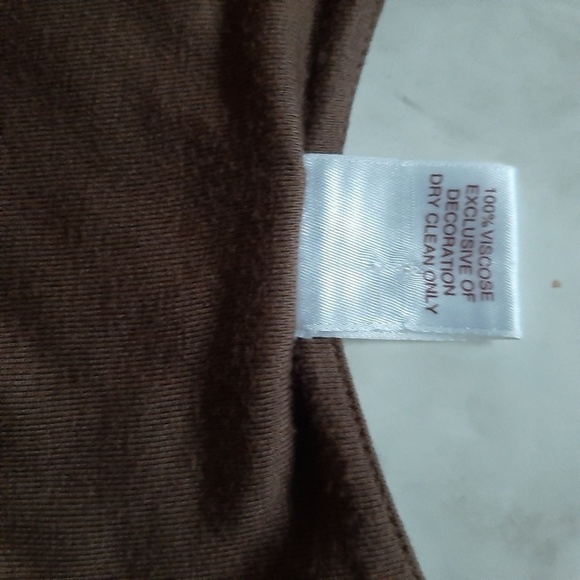 100% VISCOSE
EXCLUSIVE OF
DECORATION
DRY CLEAN ONLY